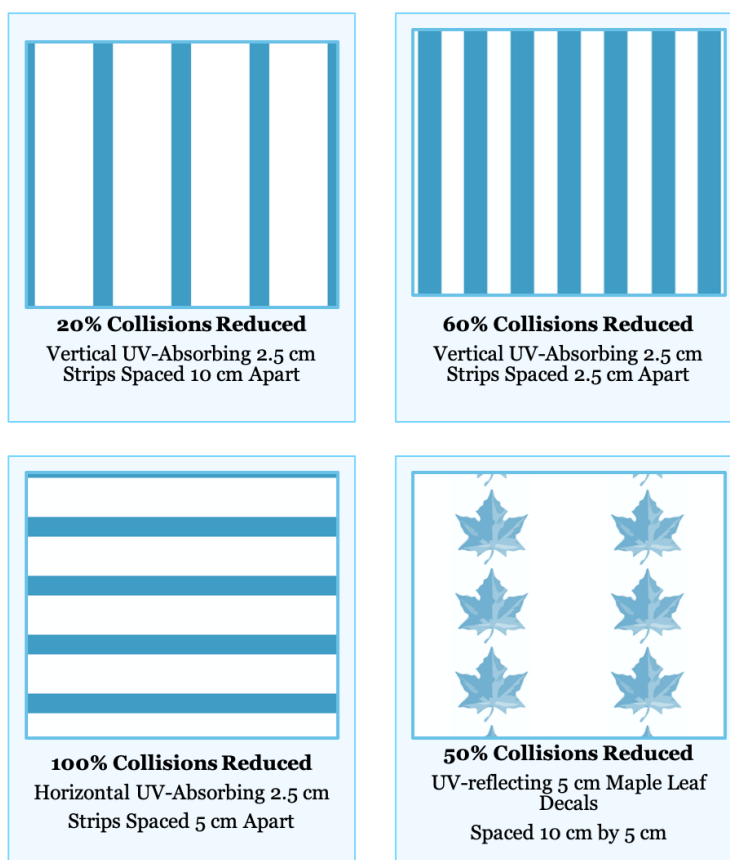 20% Collisions Reduced
Vertical UV-Absorbing 2.5 cm
Strips Spaced 10 cm Apart
60% Collisions Reduced
Vertical UV-Absorbing 2.5 cm
Strips Spaced 2.5 cm Apart
100% Collisions Reduced
Horizontal UV-Absorbing 2.5 cm
Strips Spaced 5 cm Apart
50% Collisions Reduced
UV-reflecting 5 cm Maple Leaf
Decals
Spaced 10 cm by 5 cm